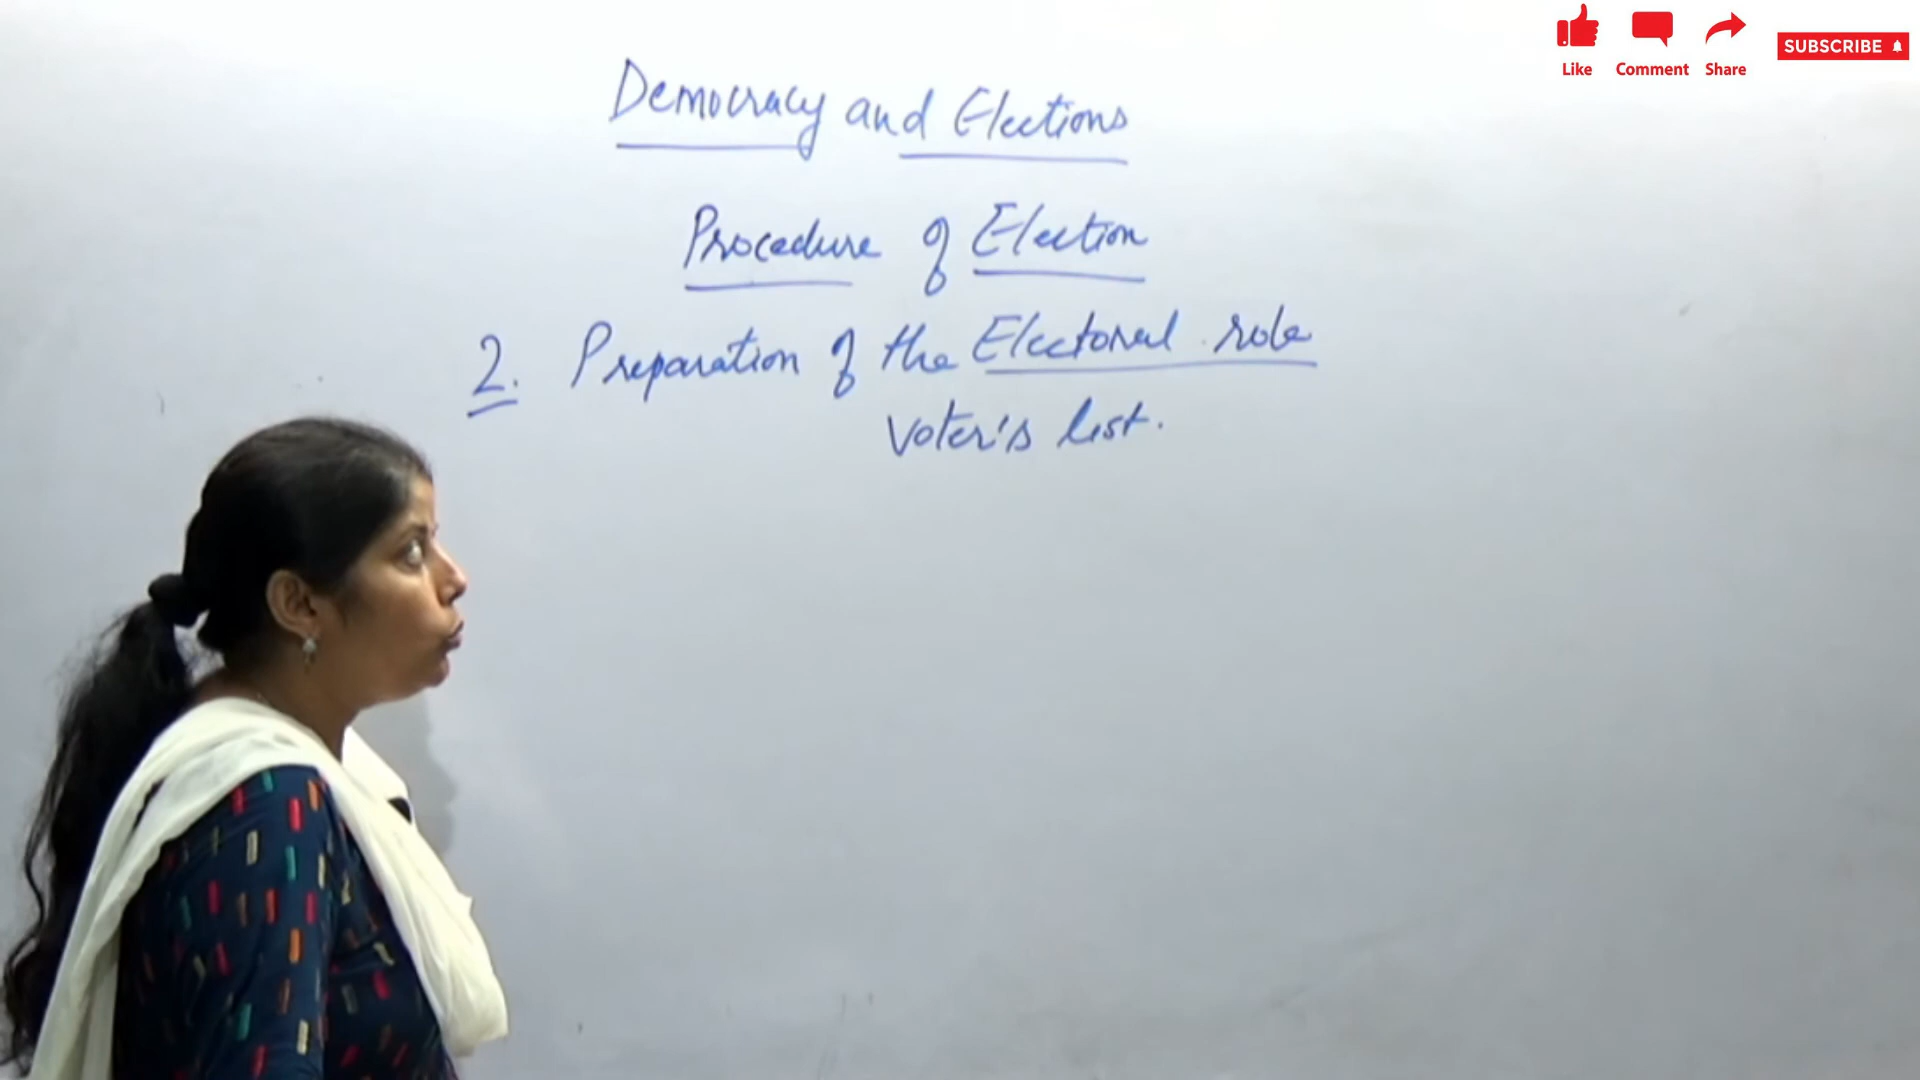 Like Comment Share SUBSCRIBE
Democracy and Elections
Procedure of Election
2. Preparation of the Electoral role
Voter's list.